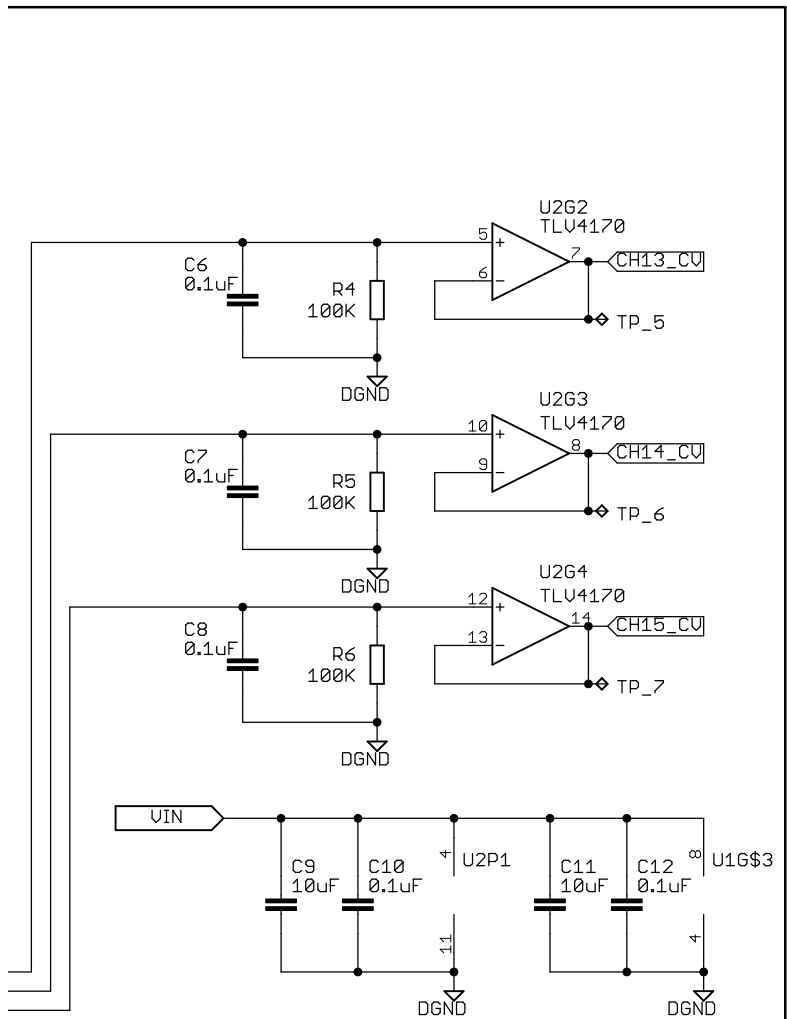 U2G2
TLV4170
5
+
7
CH13_CV
C6
0.1uF
6
-
R4
100K
TP_5
DGND
U2G3
TLV4170
10
+
8
CH14_CV
C7
0.1uF
9
-
R5
100K
TP_6
DGND
U2G4
TLV4170
12
+
14
CH15_CV
C8
0.1uF
13
-
R6
100K
TP_7
DGND
VIN
4
U2P1
8
U1G$3
C9
10uF
C10
0.1uF
C11
10uF
C12
0.1uF
11
4
DGND
DGND